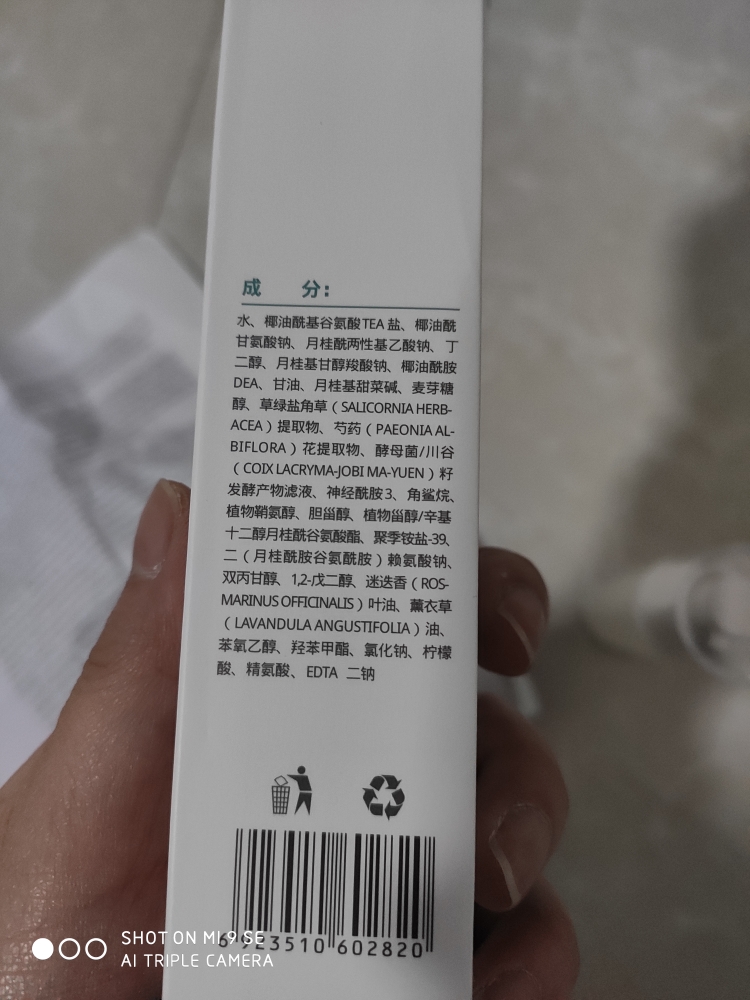 成 分:
水、椰油酰基谷氨酸TEA盐、椰油酰
甘氨酸钠、月桂酰两性基乙酸钠、丁
二醇、月桂基甘醇羧酸钠、椰油酰胺
DEA、甘油、月桂基甜菜碱、麦芽糖
醇、草绿盐角草(SALICORNIA HERB-
ACEA)提取物、芍药(PAEONIA AL-
BIFLORA)花提取物、酵母菌/川谷
(COIX LACRYMA-JOBI MA-YUEN)籽
发酵产物滤液、神经酰胺3、角鲨烷、
植物鞘氨醇、胆甾醇、植物甾醇/辛基
十二醇月桂酰谷氨酸酯、聚季铵盐-39、
二(月桂酰胺谷氨酰胺)赖氨酸钠、
双丙甘醇、1,2-戊二醇、迷迭香(ROS-
MARINUS OFFICINALIS)叶油、薰衣草
(LAVANDULA ANGUSTIFOLIA)油、
苯氧乙醇、羟苯甲酯、氯化钠、柠檬
酸、精氨酸、EDTA 二钠
6 923510 602820
SHOT ON MI 9 SE
AI TRIPLE CAMERA